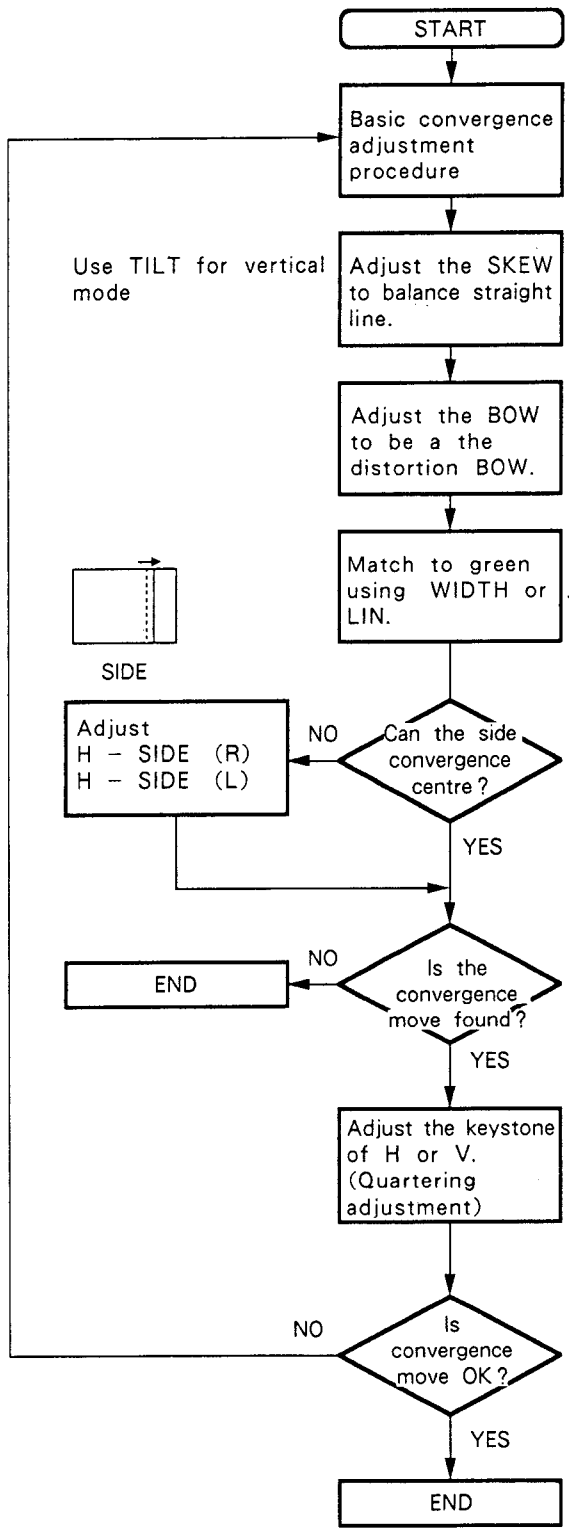 START
Basic convergence
adjustment
procedure
Use TILT for vertical
mode
Adjust the SKEW
to balance straight
line.
Adjust the BOW
to be a the
distortion BOW.
Match to green
using WIDTH or
LIN.
SIDE
Adjust
H – SIDE (R)
H – SIDE (L)
NO
Can the side
convergence
centre?
YES
NO
END
Is the
convergence
move found?
YES
Adjust the keystone
of H or V.
(Quartering
adjustment)
NO
Is
convergence
move OK?
YES
END